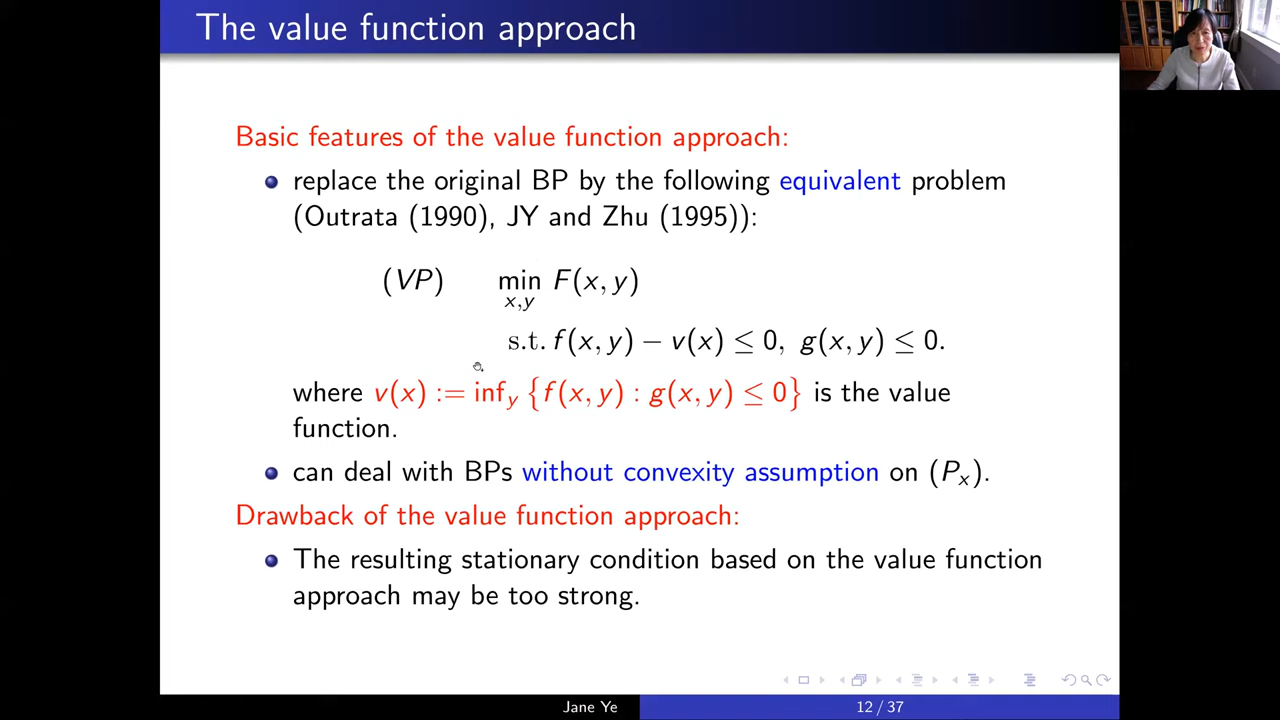 The value function approach
Basic features of the value function approach:
replace the original BP by the following equivalent problem
(Outrata (1990), JY and Zhu (1995)):
(VP) min F(x, y)
x,y
s.t. f(x, y) − v(x) ≤ 0, g(x, y) ≤ 0.
where v(x) := inf_y {f(x, y) : g(x, y) ≤ 0} is the value
function.
can deal with BPs without convexity assumption on (P_x).
Drawback of the value function approach:
The resulting stationary condition based on the value function
approach may be too strong.
Jane Ye
12 / 37